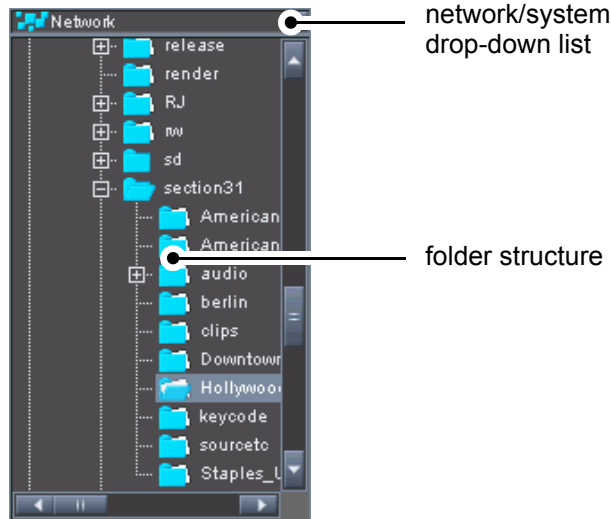 Network
network/system
drop-down list
release
render
RJ
rw
sd
section31
American
American
folder structure
audio
berlin
clips
Downtown
Hollywoo
keycode
sourcetc
Staples_